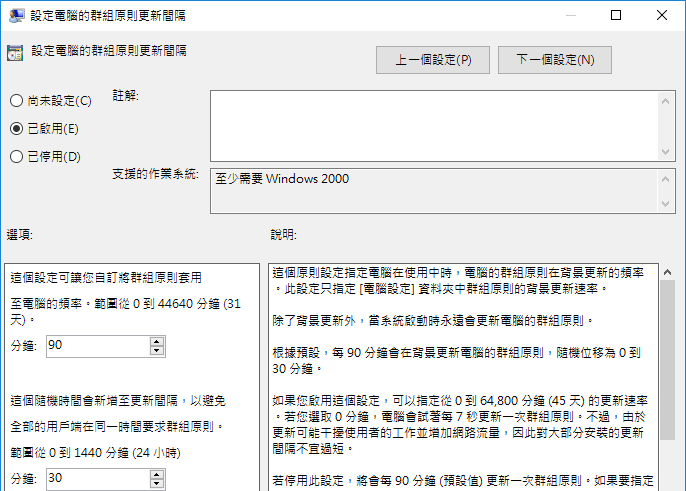 設定電腦的群組原則更新間隔
設定電腦的群組原則更新間隔
上一個設定(P)
下一個設定(N)
尚未設定(C)
已啟用(E)
已停用(D)
註解:
支援的作業系統:
至少需要 Windows 2000
選項:
說明:
這個設定可讓您自訂將群組原則套用
至電腦的頻率。範圍從 0 到 44640 分鐘 (31
天)。
分鐘:
90
這個隨機時間會新增至更新間隔，以避免
全部的用戶端在同一時間要求群組原則。
範圍從 0 到 1440 分鐘 (24 小時)
分鐘:
30
這個原則設定指定電腦在使用中時，電腦的群組原則在背景更新的頻率
。此設定只指定 [電腦設定] 資料夾中群組原則的背景更新速率。
除了背景更新外，當系統啟動時永遠會更新電腦的群組原則。
根據預設，每 90 分鐘會在背景更新電腦的群組原則，隨機位移為 0 到
30 分鐘。
如果您啟用這個設定，可以指定從 0 到 64,800 分鐘 (45 天) 的更新速率
。若您選取 0 分鐘，電腦會試著每 7 秒更新一次群組原則。不過，由於
更新可能干擾使用者的工作並增加網路流量，因此對大部分安裝的更新
間隔不宜過短。
若停用此設定，將會每 90 分鐘 (預設值) 更新一次群組原則。如果要指定